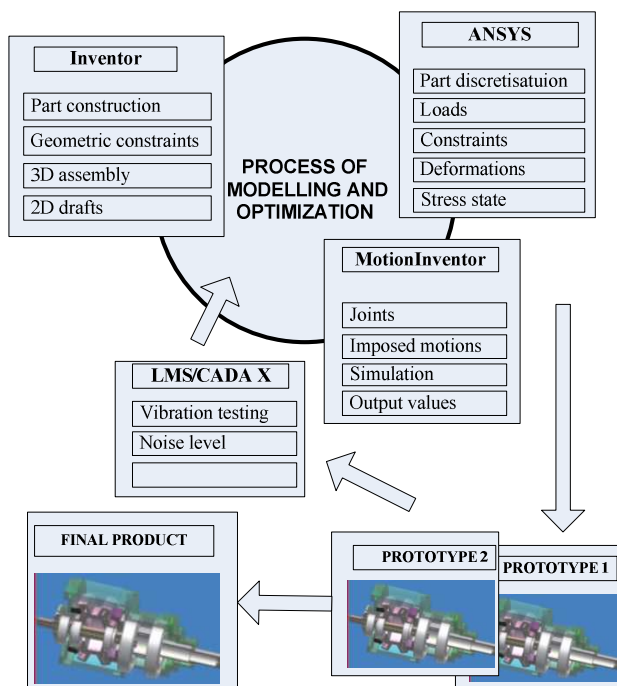 Inventor
Part construction
Geometric constraints
3D assembly
2D drafts
ANSYS
Part discretisatuion
Loads
Constraints
Deformations
Stress state
PROCESS OF
MODELLING AND
OPTIMIZATION
MotionInventor
Joints
Imposed motions
Simulation
Output values
LMS/CADA X
Vibration testing
Noise level
FINAL PRODUCT
PROTOTYPE 2
PROTOTYPE 1